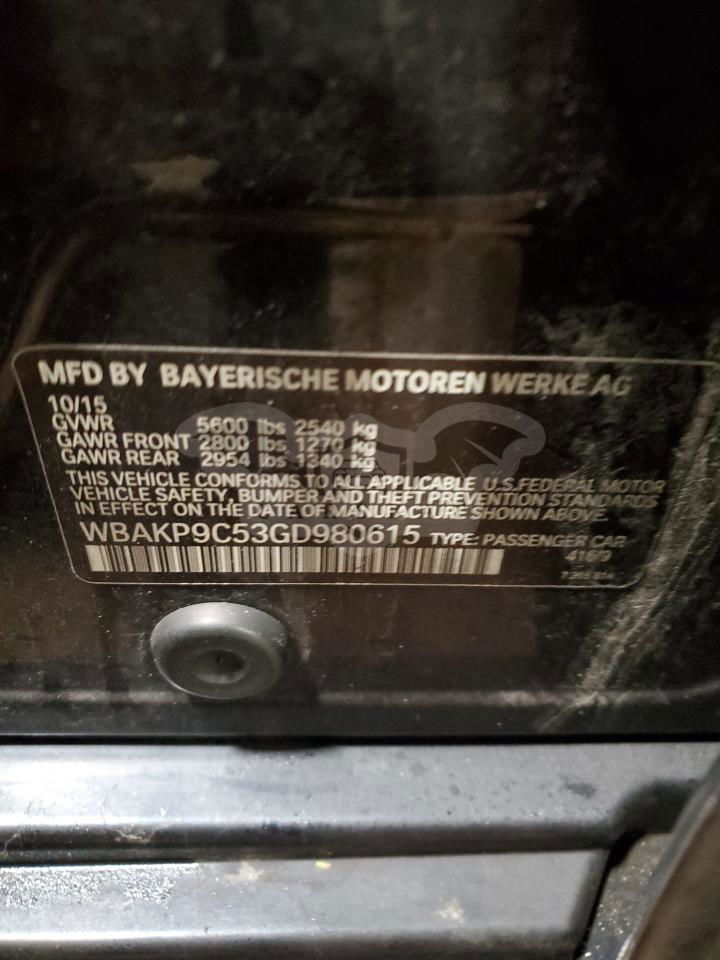 MFD BY BAYERISCHE MOTOREN WERKE AG
10/15
GVWR 5600 lbs 2540 kg
GAWR FRONT 2800 lbs 1270 kg
GAWR REAR 2954 lbs 1340 kg
THIS VEHICLE CONFORMS TO ALL APPLICABLE U.S.FEDERAL MOTOR
VEHICLE SAFETY, BUMPER AND THEFT PREVENTION STANDARDS
IN EFFECT ON THE DATE OF MANUFACTURE SHOWN ABOVE.
WBAKP9C53GD980615 TYPE: PASSENGER CAR